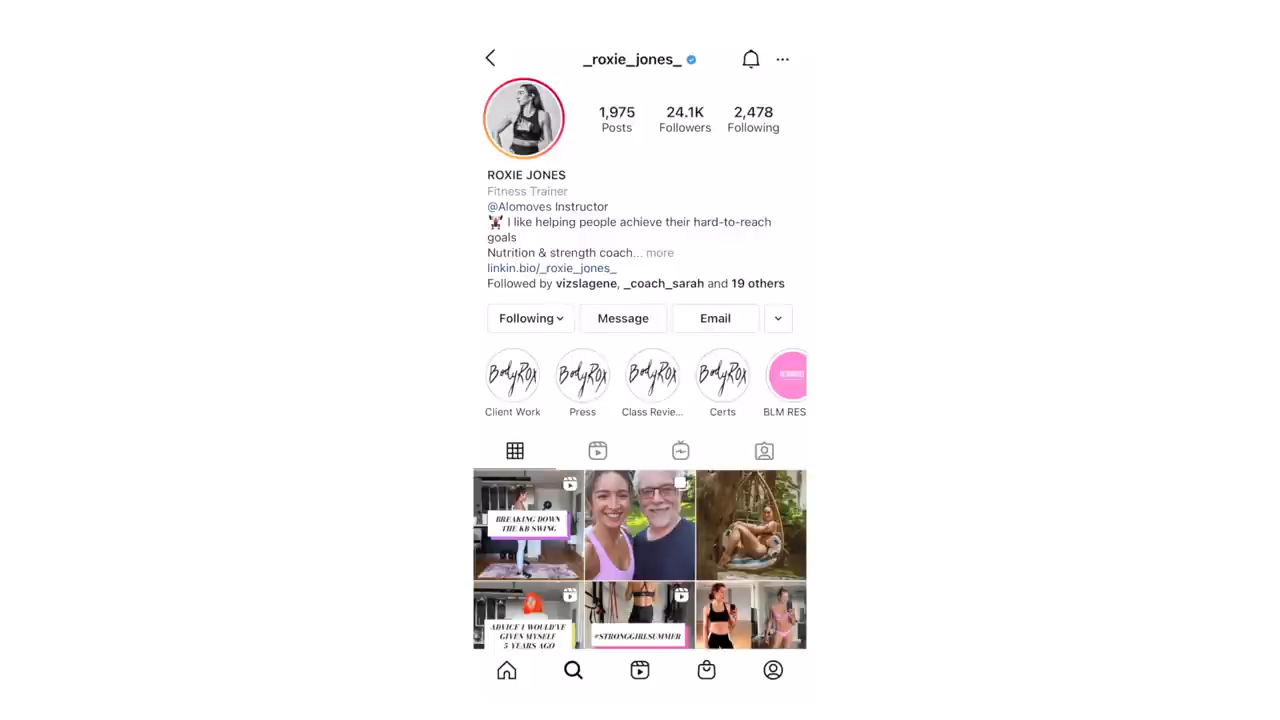 _roxie_jones_
1,975 24.1K 2,478
Posts Followers Following
ROXIE JONES
Fitness Trainer
@Alomoves Instructor
I like helping people achieve their hard-to-reach
goals
Nutrition & strength coach... more
linkin.bio/_roxie_jones_
Followed by vizslagene, _coach_sarah and 19 others
Following Message Email
BodyRox BodyRox BodyRox BodyRox
Client Work Press Class Revie... Certs BLM RES
BREAKING DOWN
THE KB SWING
ADVICE I WOULD'VE
GIVEN MYSELF
5 YEARS AGO
#STRONGGIRLSUMMER